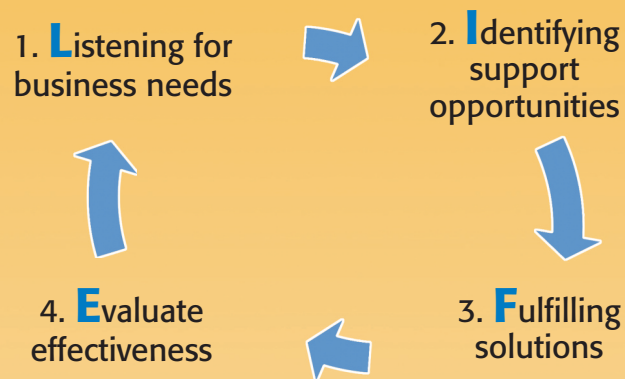 1. Listening for
business needs
2. Identifying
support
opportunities
3. Fulfilling
solutions
4. Evaluate
effectiveness